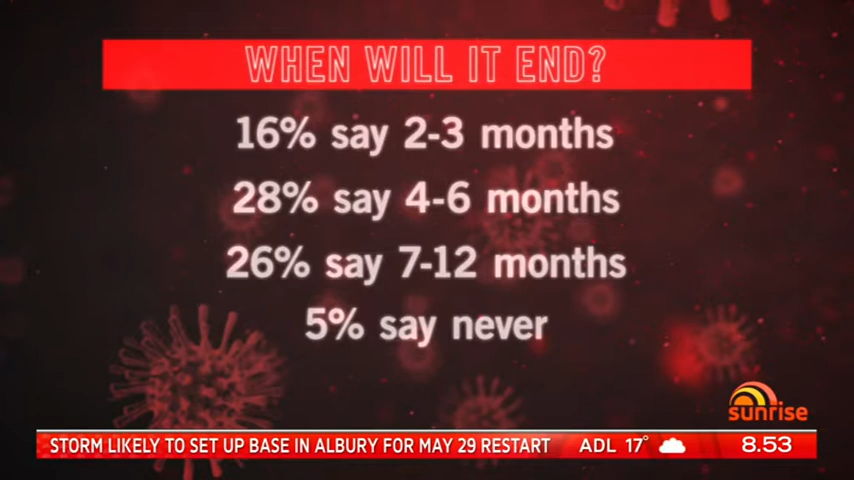 WHEN WILL IT END?
16% say 2-3 months
28% say 4-6 months
26% say 7-12 months
5% say never
sunrise
STORM LIKELY TO SET UP BASE IN ALBURY FOR MAY 29 RESTART ADL 17° 8.53